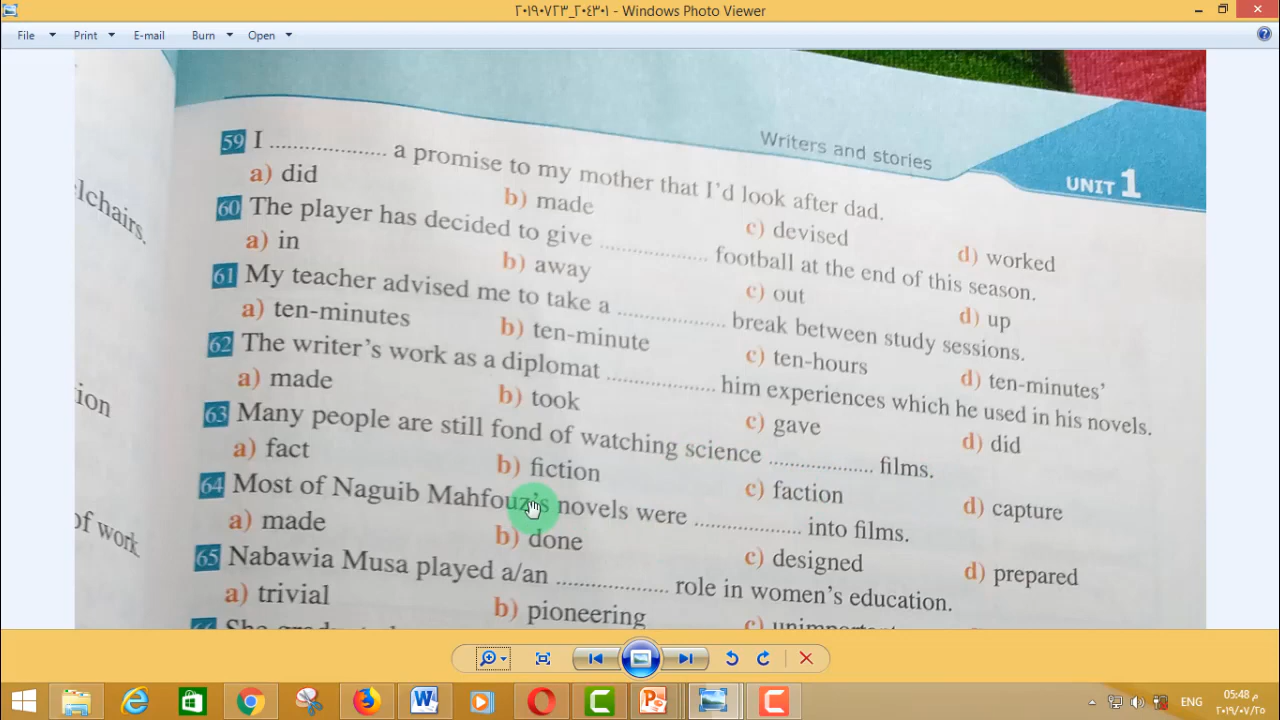 ٢٠١٩٠٧٢٣_٢٠٤٣٠١ - Windows Photo Viewer
File Print E-mail Burn Open
Writers and stories
UNIT 1
59 I .................... a promise to my mother that I'd look after dad.
a) did b) made c) devised d) worked
60 The player has decided to give .................... football at the end of this season.
a) in b) away c) out d) up
61 My teacher advised me to take a .................... break between study sessions.
a) ten-minutes b) ten-minute c) ten-hours d) ten-minutes'
62 The writer's work as a diplomat .................... him experiences which he used in his novels.
a) made b) took c) gave d) did
63 Many people are still fond of watching science .................... films.
a) fact b) fiction c) faction d) capture
64 Most of Naguib Mahfouz's novels were .................... into films.
a) made b) done c) designed d) prepared
65 Nabawia Musa played a/an .................... role in women's education.
a) trivial b) pioneering c)
She
elchairs.
of work
ENG
05:48 م
٢٠١٩/٠٧/٢٥